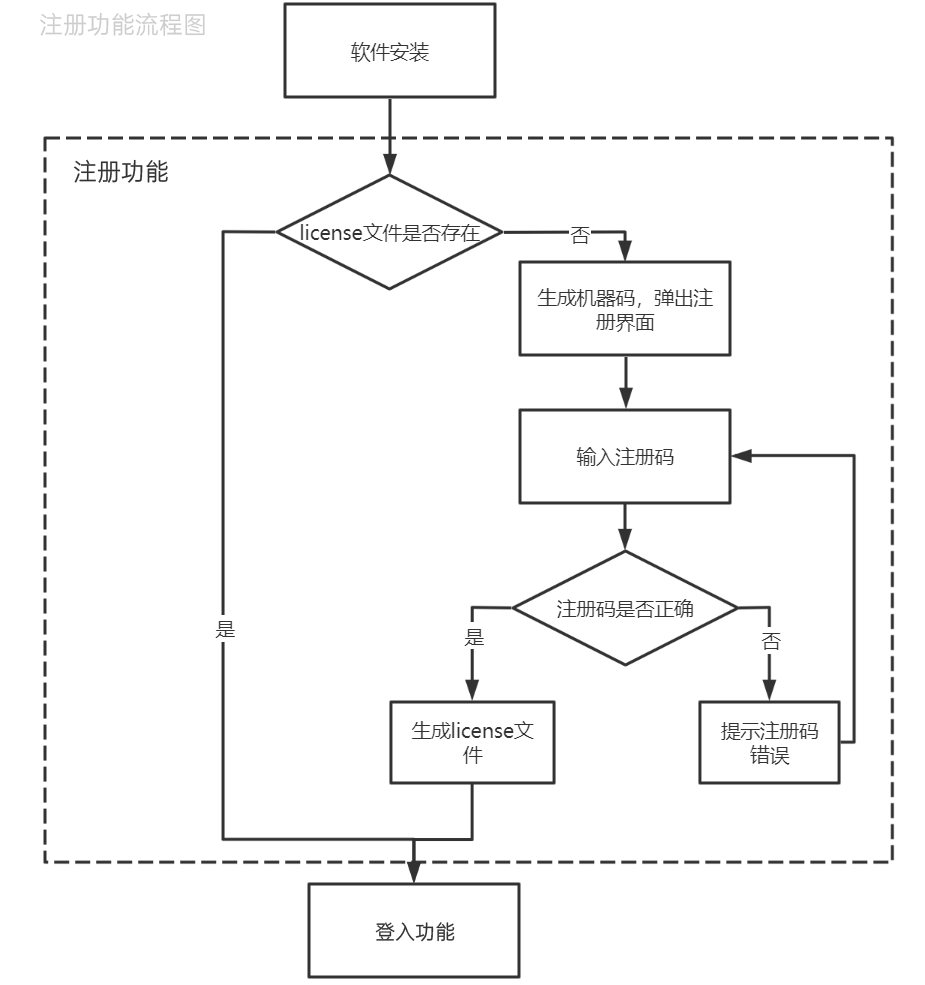 注册功能流程图
软件安装
注册功能
license文件是否存在
否
生成机器码，弹出注
册界面
输入注册码
注册码是否正确
是
是
否
生成license文
件
提示注册码
错误
登入功能